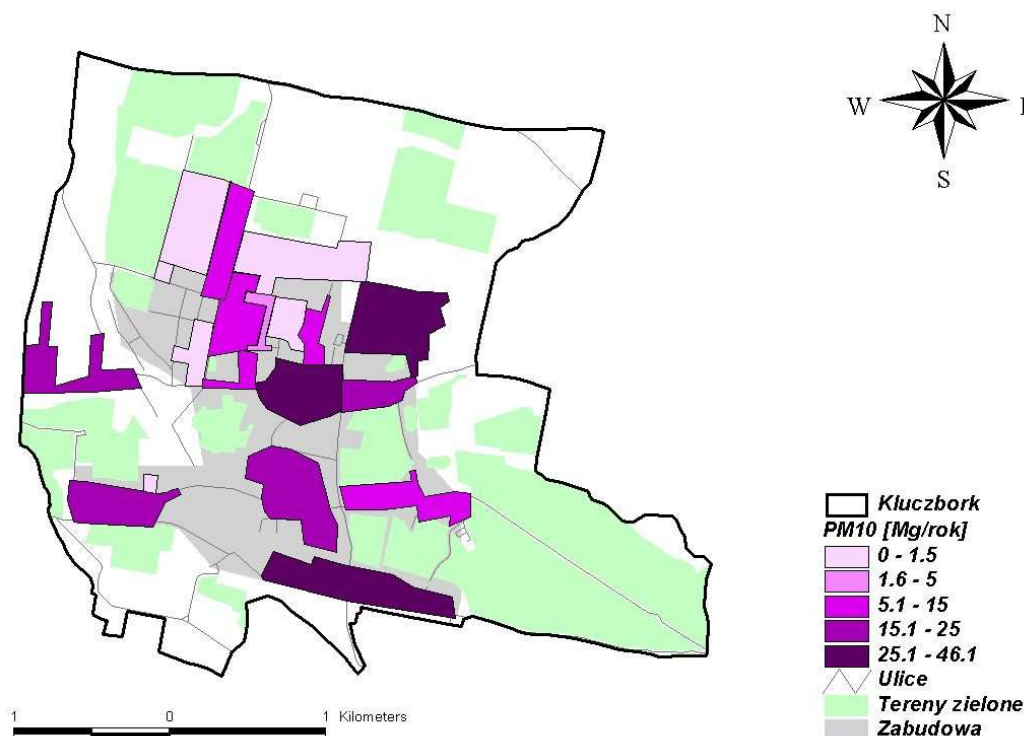 N
W
S
Kluczbork
PM10 [Mg/rok]
0 - 1.5
1.6 - 5
5.1 - 15
15.1 - 25
25.1 - 46.1
Ulice
Tereny zielone
Zabudowa
1 0 1 Kilometers